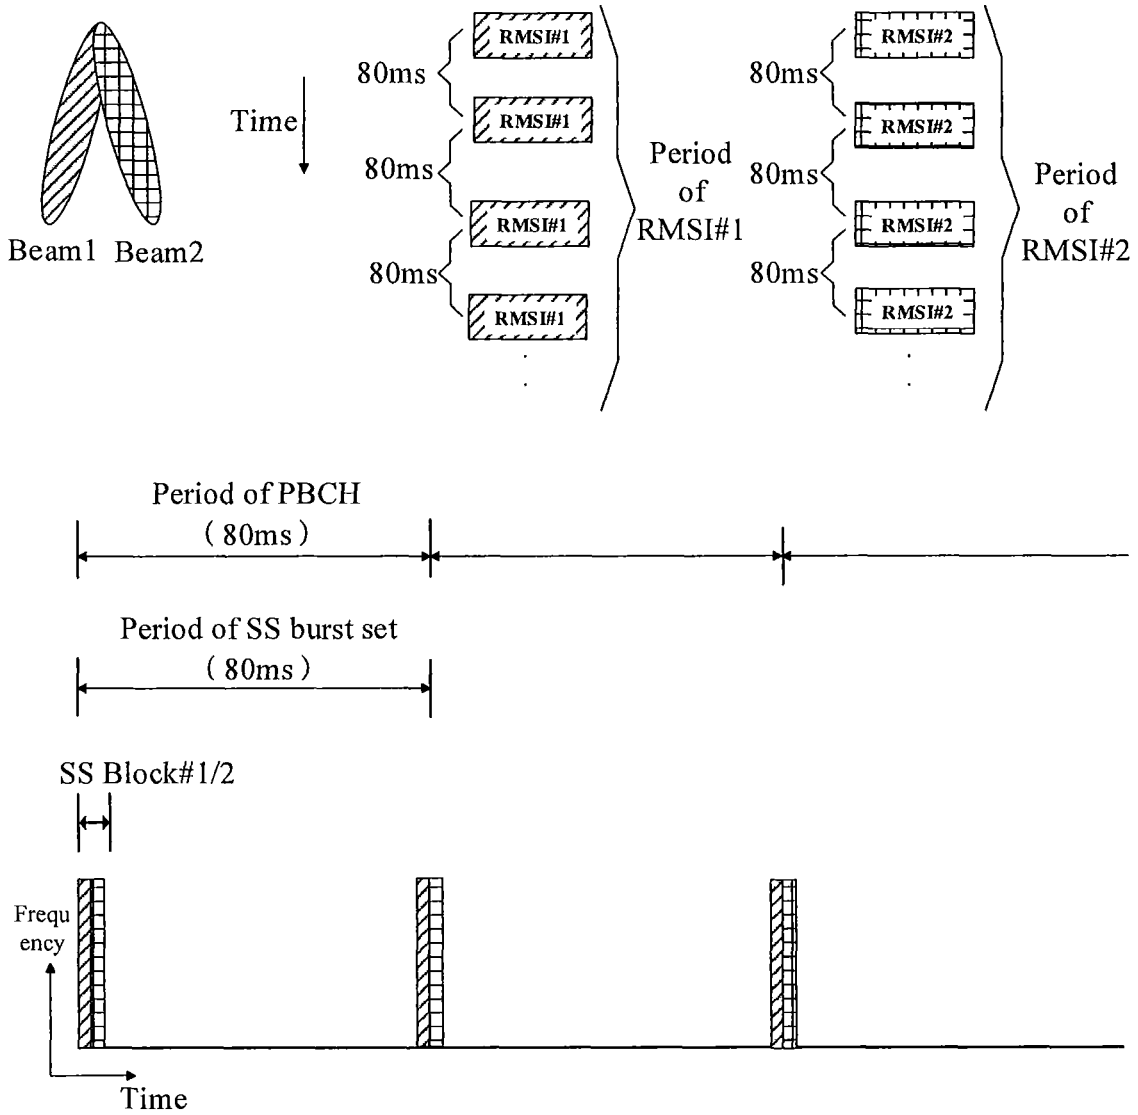 RMSI#1
80ms
RMSI#1
80ms
RMSI#1
80ms
RMSI#1
Period
of
RMSI#1
RMSI#2
80ms
RMSI#2
80ms
RMSI#2
80ms
RMSI#2
Period
of
RMSI#2
Time
Beam1 Beam2
Period of PBCH
( 80ms )
Period of SS burst set
( 80ms )
SS Block#1/2
Frequ
ency
Time